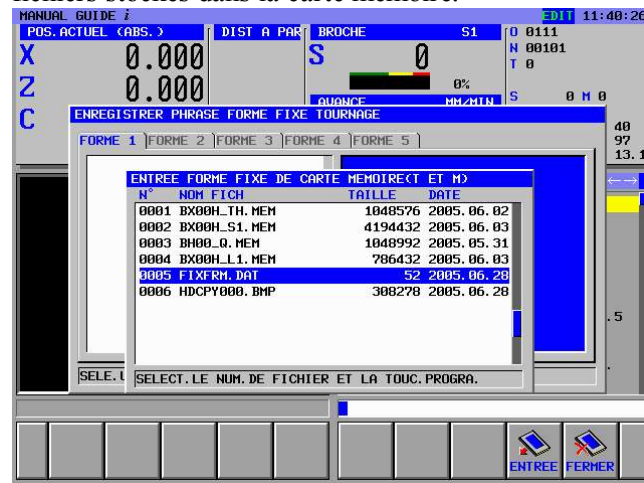 fichiers stockés dans la carte mémoire.
MANUAL GUIDE i EDIT 11:40:26
POS.ACTUEL (ABS.) DIST A PAR BROCHE S1 O 0111
X 0.000 S 0 N 00101
T 0
Z 0.000 0%
AVANCE MM/MIN S 0 M 0
C
ENREGISTRER PHRASE FORME FIXE TOURNAGE
FORME 1 FORME 2 FORME 3 FORME 4 FORME 5
40
97
13.1
ENTREE FORME FIXE DE CARTE MEMOIRE(T ET M)
N° NOM FICH TAILLE DATE
0001 BX00H_TH.MEM 1048576 2005.06.02
0002 BX00H_S1.MEM 4194432 2005.06.03
0003 BH00_Q.MEM 1048992 2005.05.31
0004 BX00H_L1.MEM 786432 2005.06.03
0005 FIXFRM.DAT 52 2005.06.28
0006 HDCPY000.BMP 308278 2005.06.28
.5
SELE.
SELECT.LE NUM.DE FICHIER ET LA TOUC.PROGRA.
ENTREE FERMER